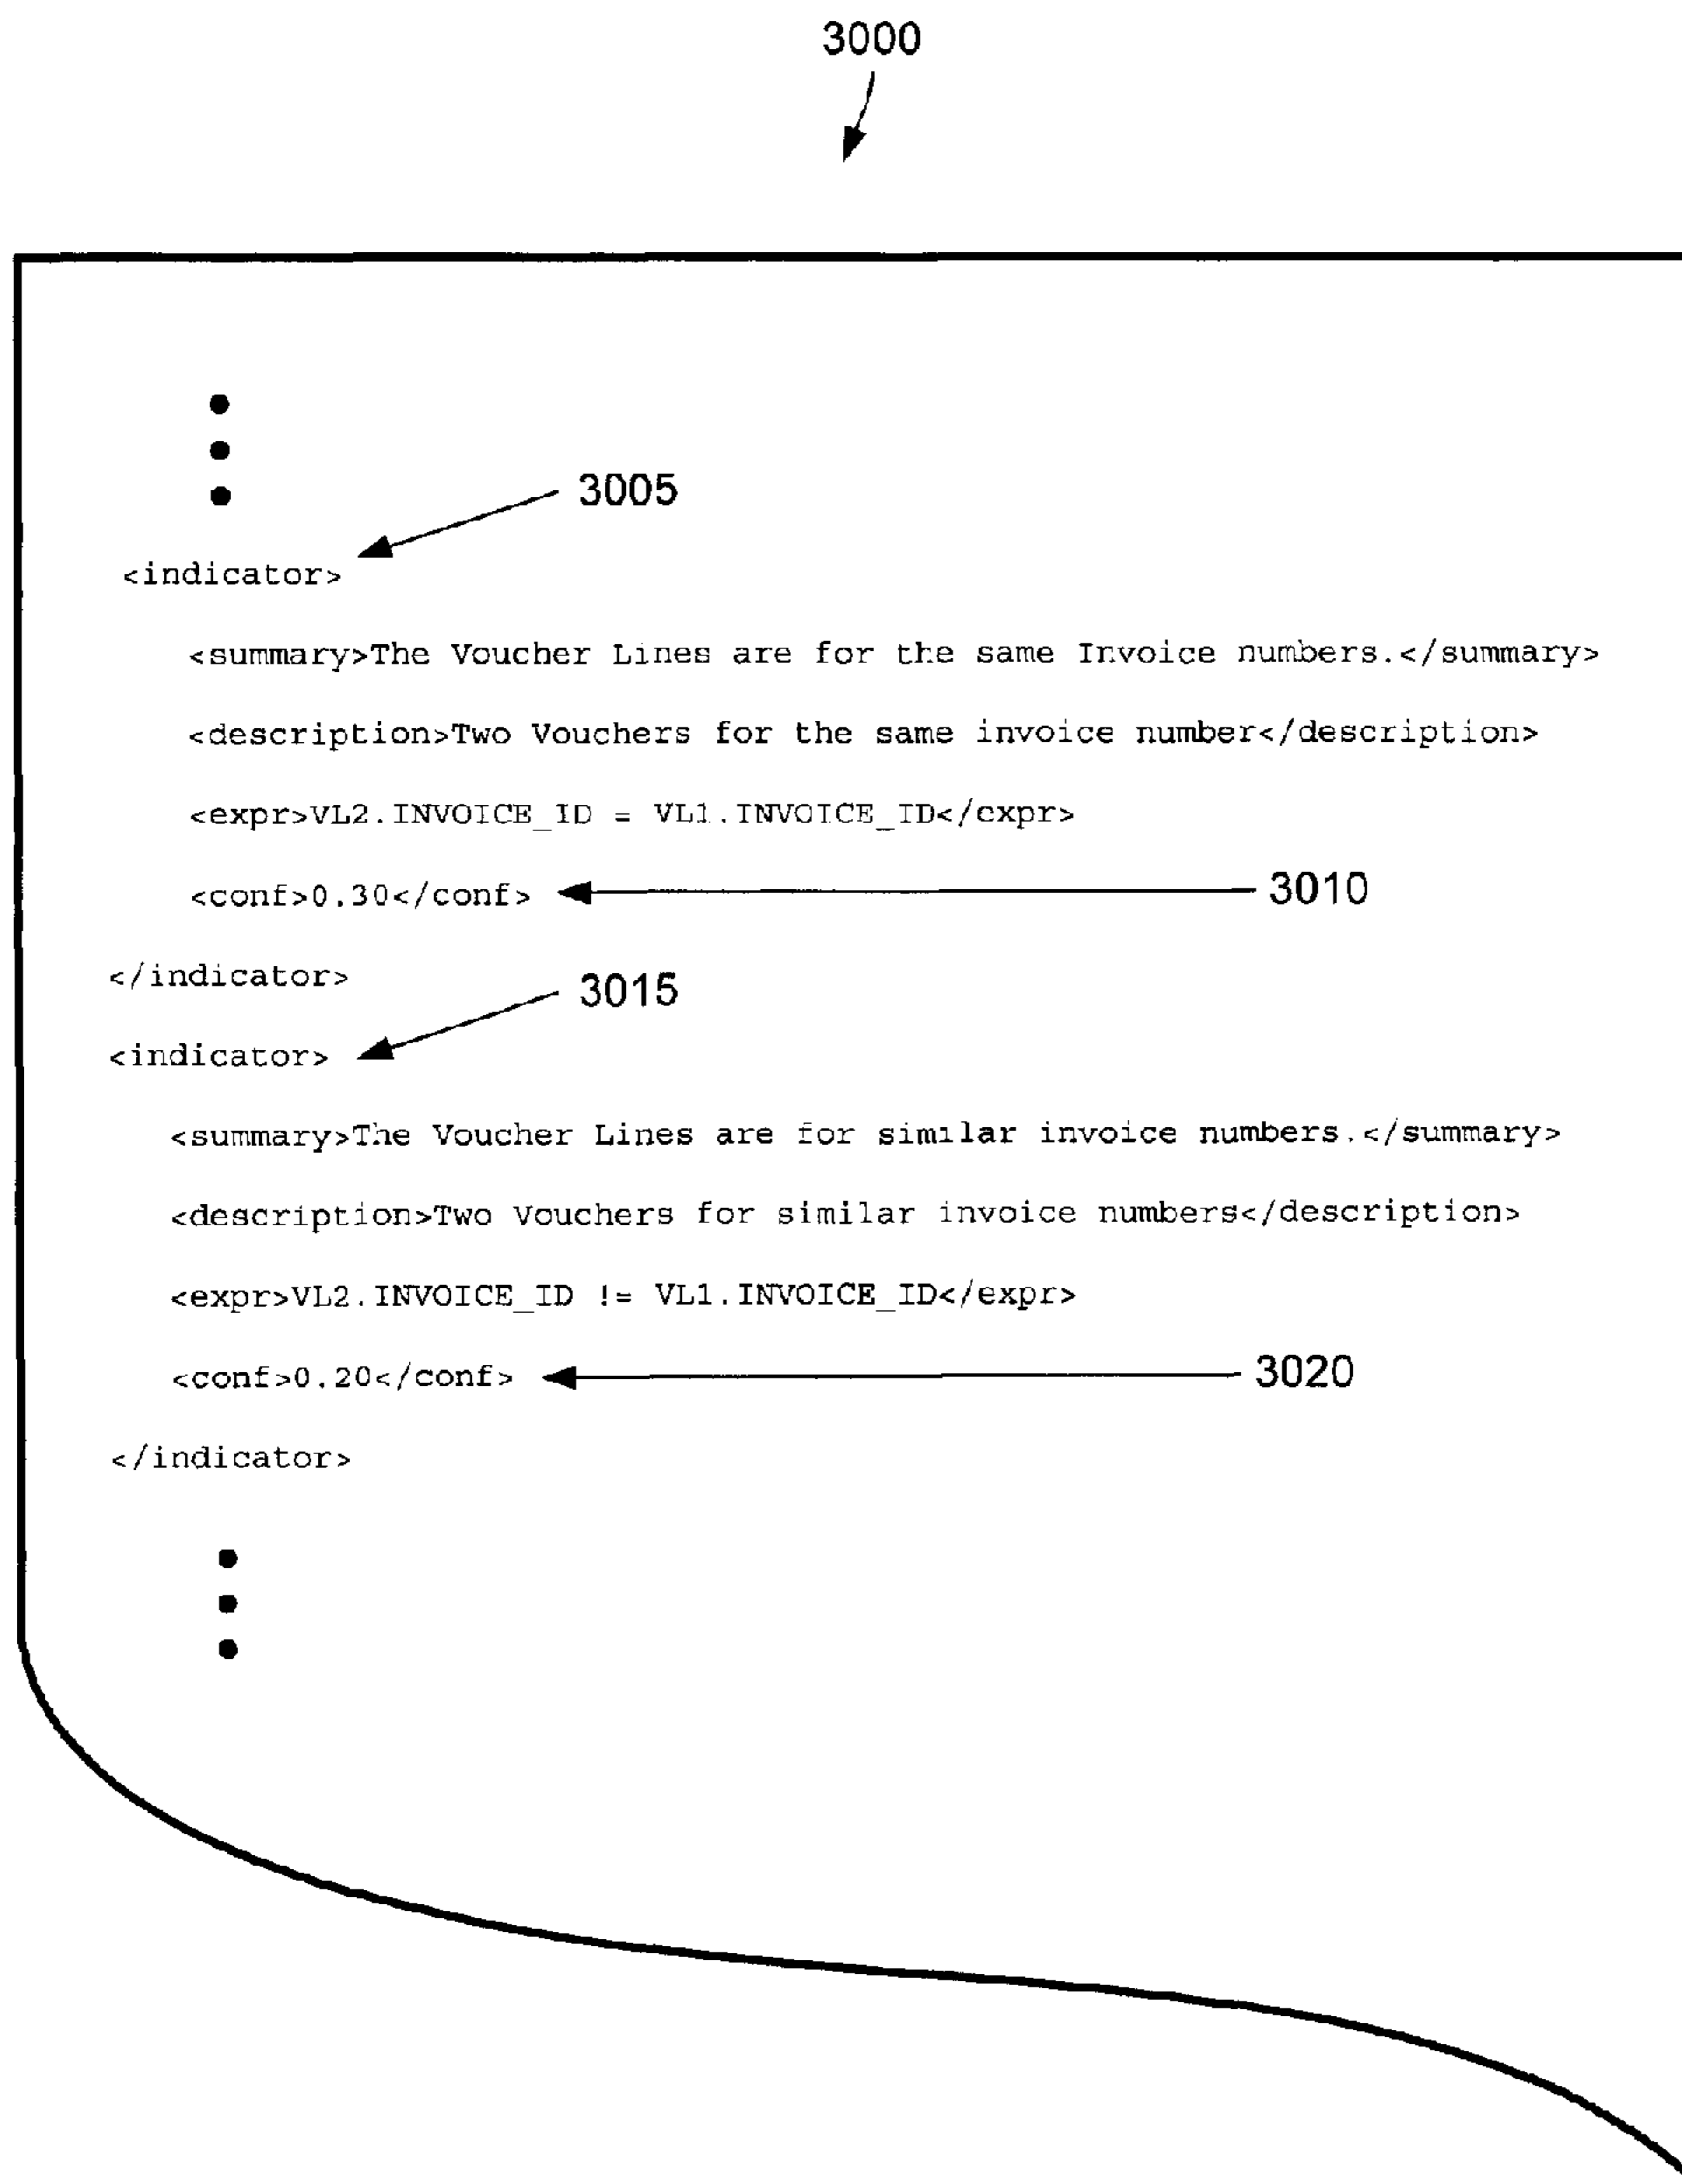 3000
3005
<indicator>
<summary>The Voucher Lines are for the same Invoice numbers.</summary>
<description>Two Vouchers for the same invoice number</description>
<expr>VL2.INVOICE_ID = VL1.INVOICE_ID</expr>
<conf>0.30</conf> 3010
</indicator>
3015
<indicator>
<summary>The Voucher Lines are for similar invoice numbers.</summary>
<description>Two Vouchers for similar invoice numbers</description>
<expr>VL2.INVOICE_ID != VL1.INVOICE_ID</expr>
<conf>0.20</conf> 3020
</indicator>